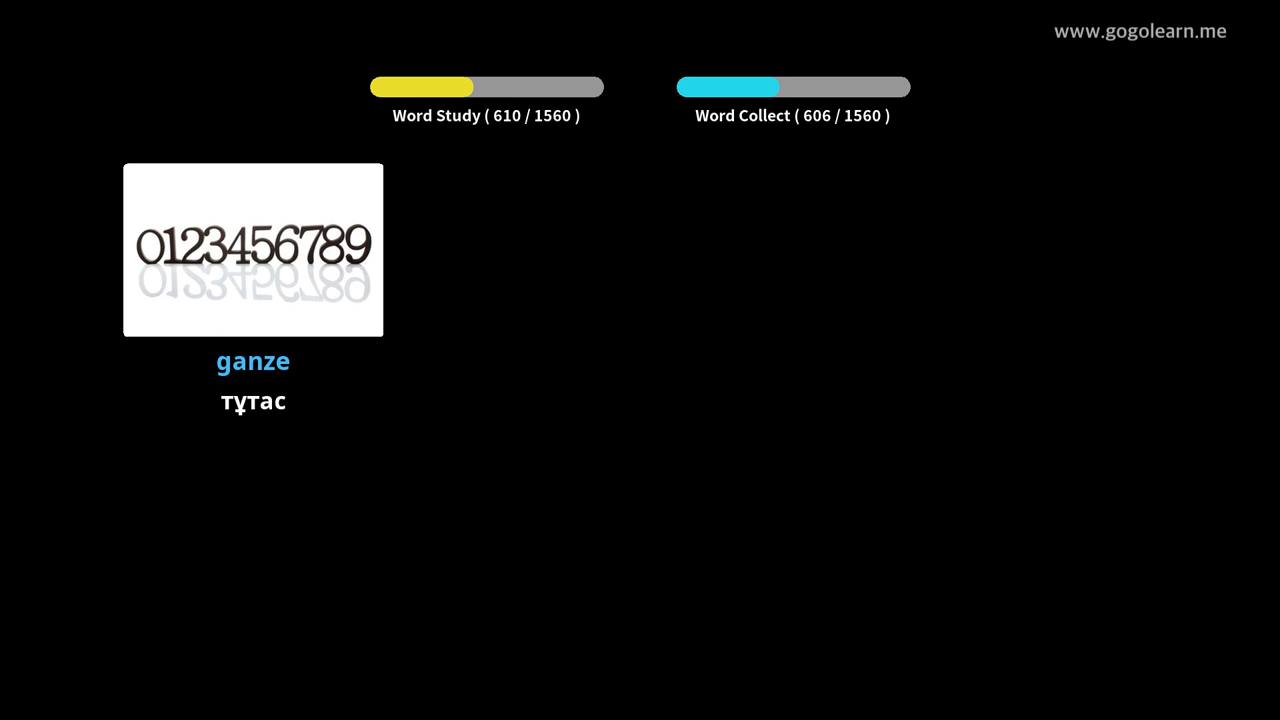 www.gogolearn.me
Word Study ( 610 / 1560 )
Word Collect ( 606 / 1560 )
0123456789
ganze
тұтас